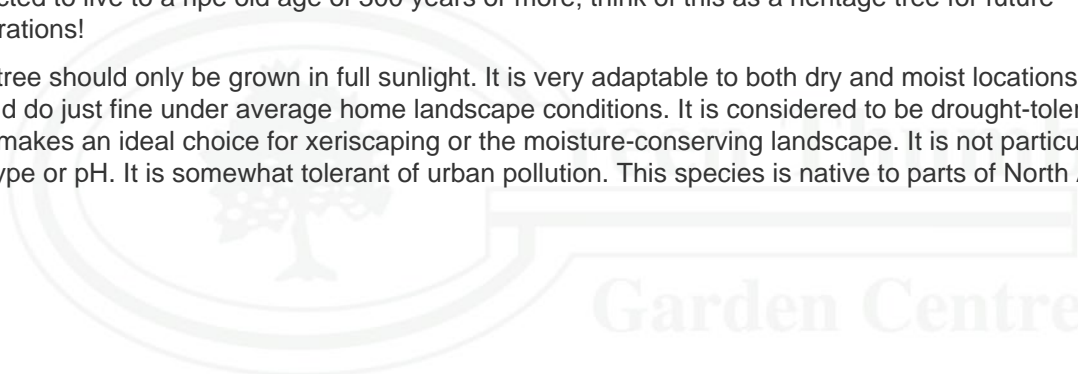 cted to live to a ripe old age of 300 years or more, think of this as a heritage tree for future
rations!
tree should only be grown in full sunlight. It is very adaptable to both dry and moist locations
d do just fine under average home landscape conditions. It is considered to be drought-toler
makes an ideal choice for xeriscaping or the moisture-conserving landscape. It is not particu
ype or pH. It is somewhat tolerant of urban pollution. This species is native to parts of North
Garden Centre